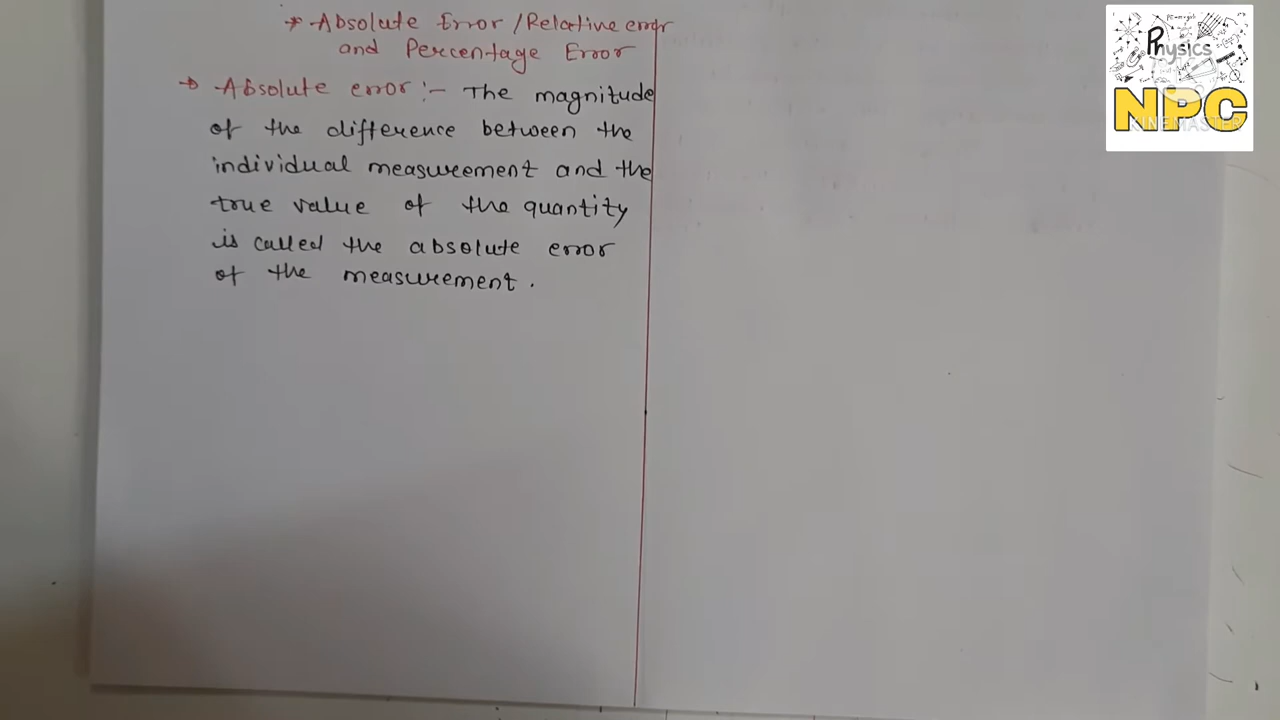 * Absolute Error / Relative error
and Percentage Error
→ Absolute error :- The magnitude
of the difference between the
individual measurement and the
true value of the quantity
is called the absolute error
of the measurement.
Physics
NPC
KINEMASTER